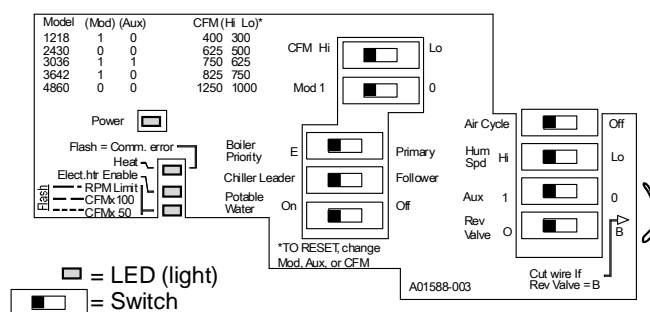 Model (Mod) (Aux) CFM (Hi Lo)*
1218 1 0 400 300
2430 0 0 625 500
3036 1 1 750 625
3642 1 0 825 750
4860 0 0 1250 1000
CFM Hi Lo
Mod 1 0
Power
Flash = Comm. error
Heat
Elect.htr Enable
Flash
RPM Limit
CFMx100
CFMx 50
Boiler Priority E Primary
Chiller Leader Follower
Potable Water On Off
*TO RESET, change
Mod, Aux, or CFM
Air Cycle Off
Hum Spd Hi Lo
Aux 1 0
Rev Valve O B
Cut wire If
Rev Valve = B
A01588-003
= LED (light)
= Switch